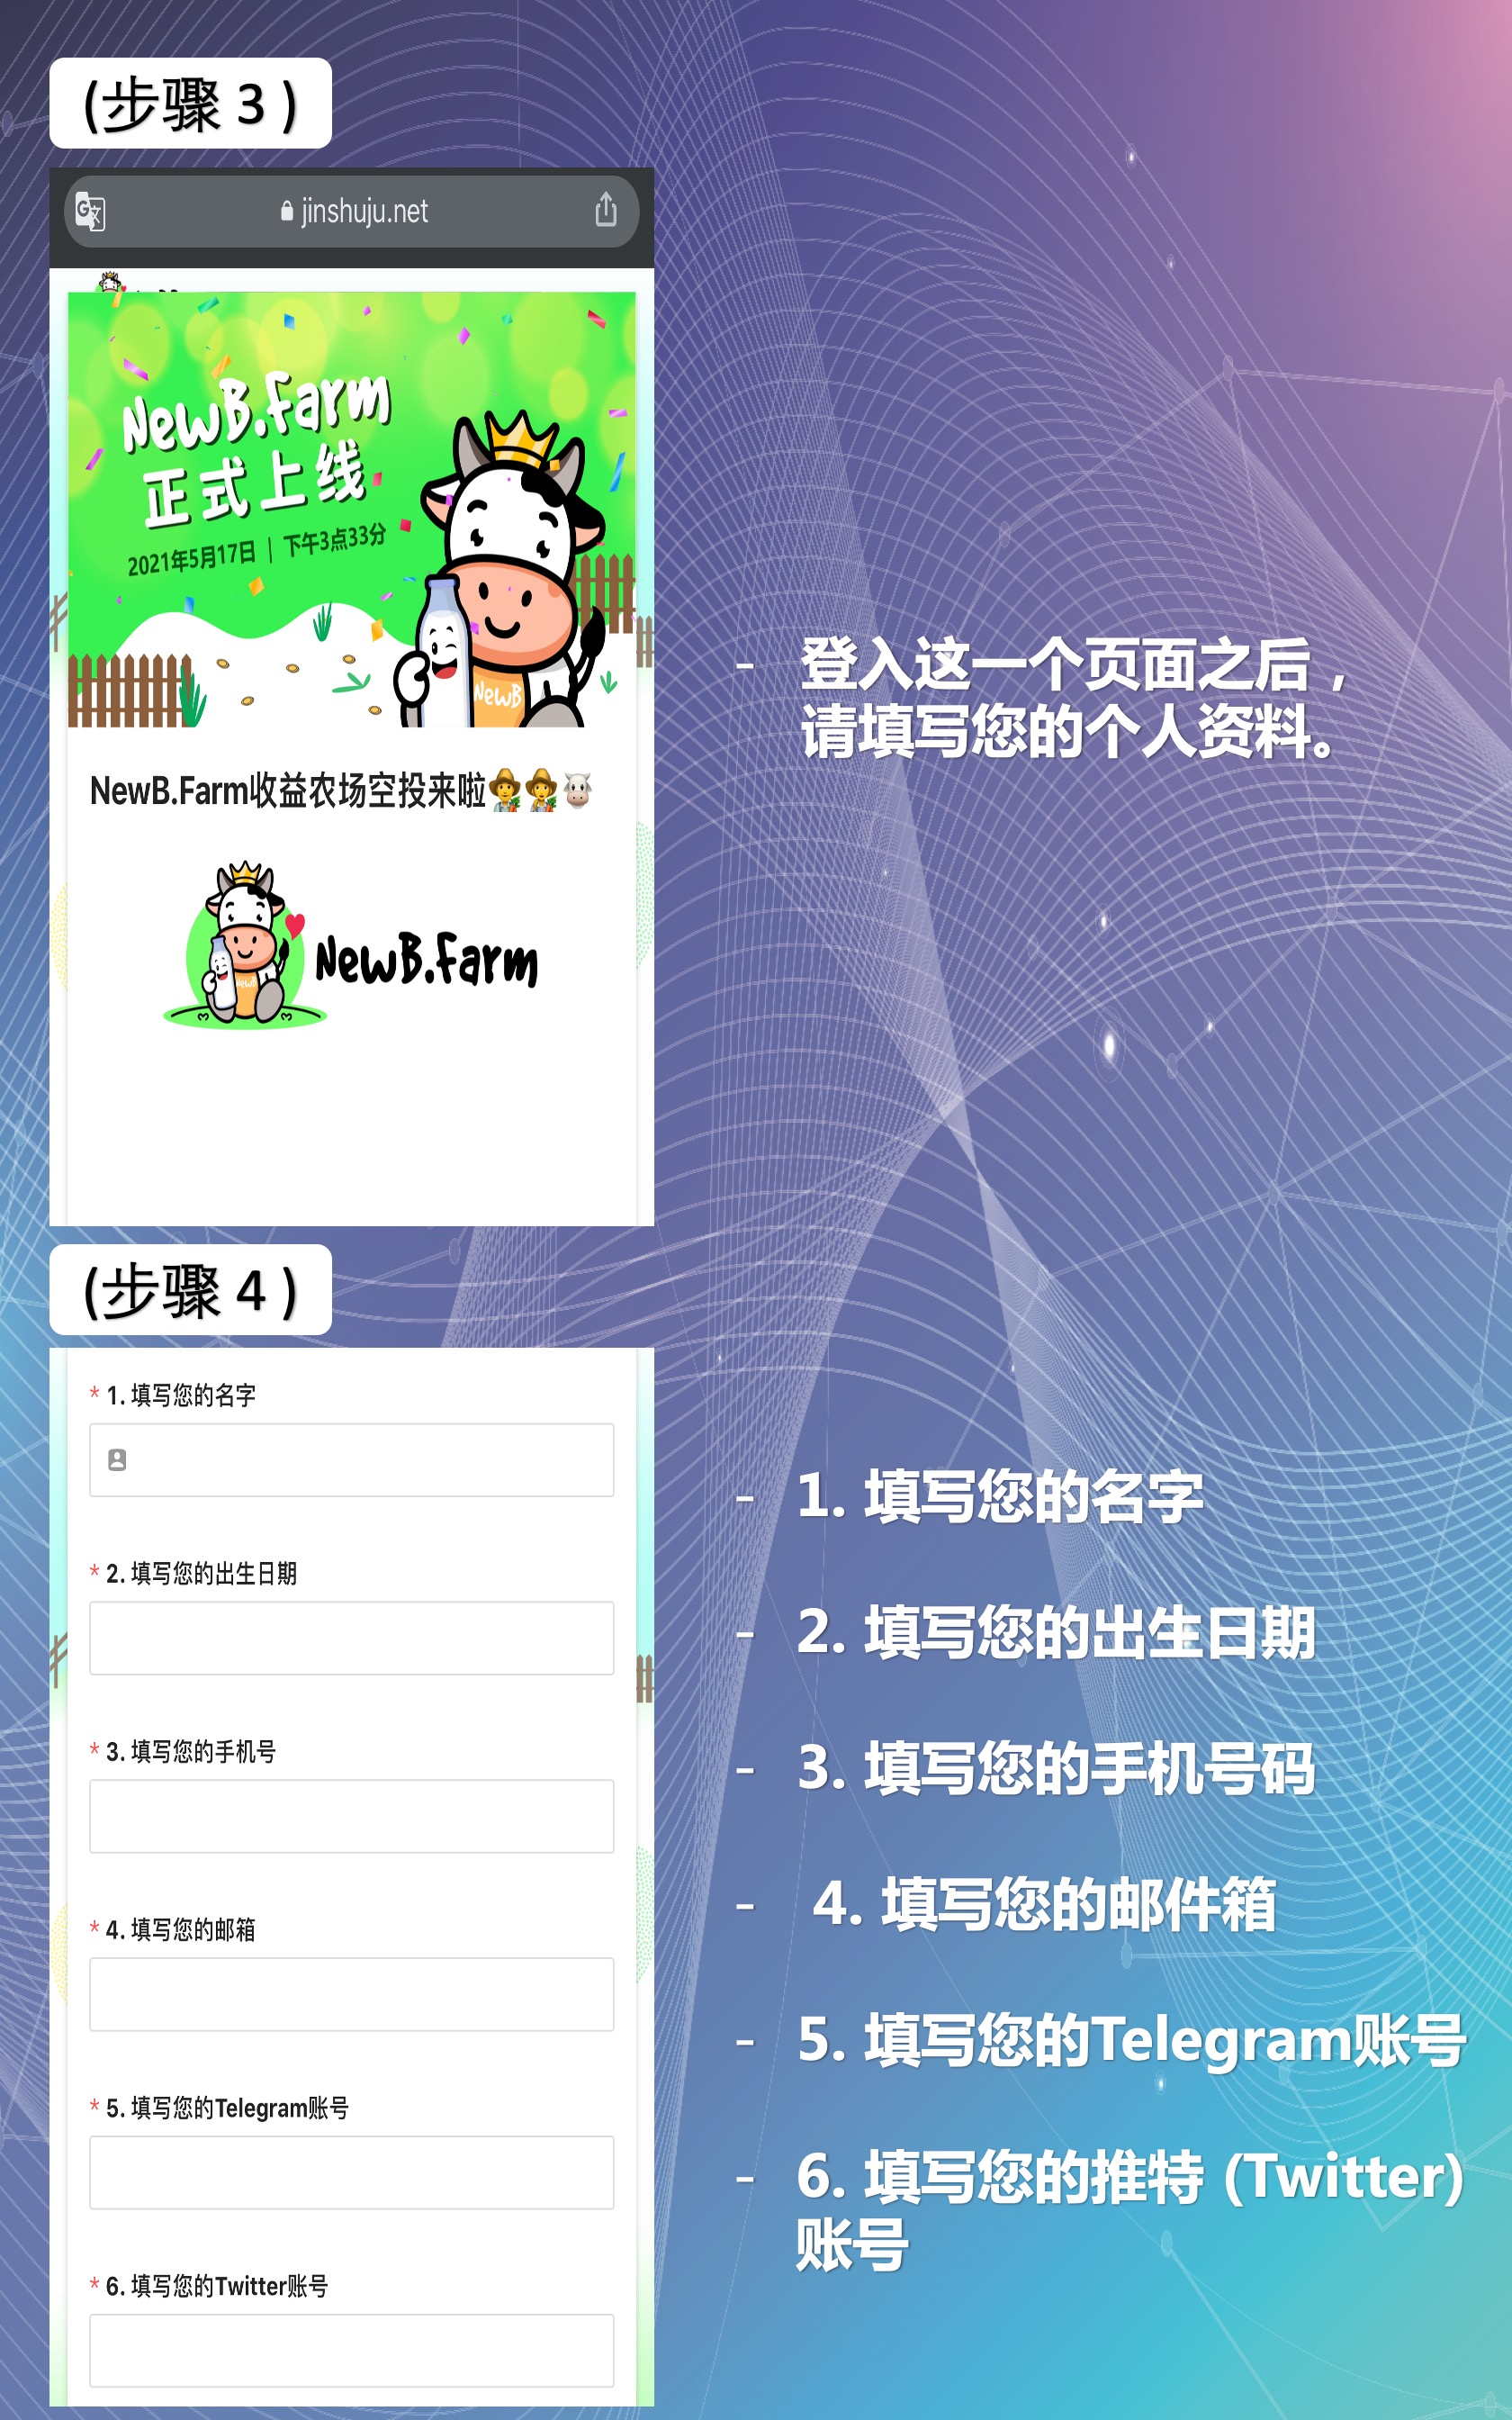 (步骤 3 )
jinshuju.net
NewB.Farm
正式上线
2021年5月17日 | 下午3点33分
NewB
- 登入这一个页面之后，
请填写您的个人资料。
NewB.Farm收益农场空投来啦🧑‍🌾🧑‍🌾🐮
NewB
NewB.Farm
(步骤 4 )
* 1. 填写您的名字
* 2. 填写您的出生日期
* 3. 填写您的手机号
* 4. 填写您的邮箱
* 5. 填写您的Telegram账号
* 6. 填写您的Twitter账号
- 1. 填写您的名字
- 2. 填写您的出生日期
- 3. 填写您的手机号码
- 4. 填写您的邮件箱
- 5. 填写您的Telegram账号
- 6. 填写您的推特 (Twitter)
账号